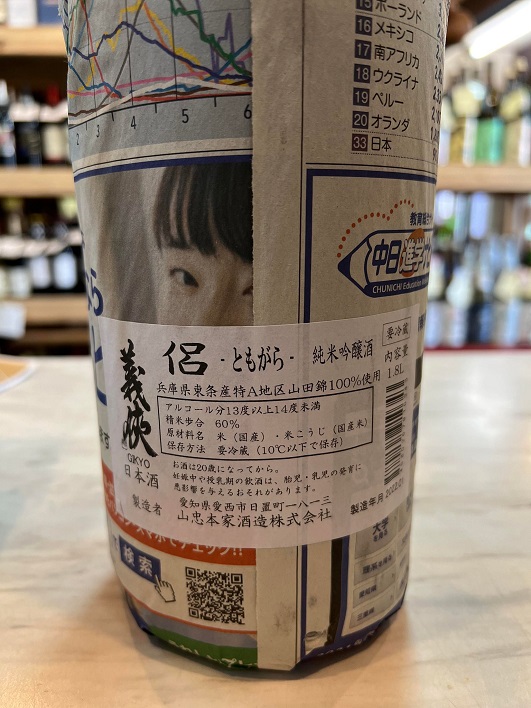 15 ポーランド
16 メキシコ
17 南アフリカ
18 ウクライナ
19 ペルー
20 オランダ
33 日本
2 3 4 5 6
中日進学
CHUNICHI Education
侶 -ともがら- 純米吟醸酒
要冷蔵
内容量
1.8L
兵庫県東条産特A地区山田錦100%使用
義侠
GIKYO
日本酒
アルコール分13度以上14度未満
精米歩合 60%
原材料名 米(国産)・米こうじ(国産米)
保存方法 要冷蔵(10℃以下で保存)
お酒は20歳になってから。
妊娠中や授乳期の飲酒は、胎児・乳児の発育に
悪影響を与えるおそれがあります。
製造者 愛知県愛西市日置町一八一三
山忠本家酒造株式会社
製造年月
検索
大学